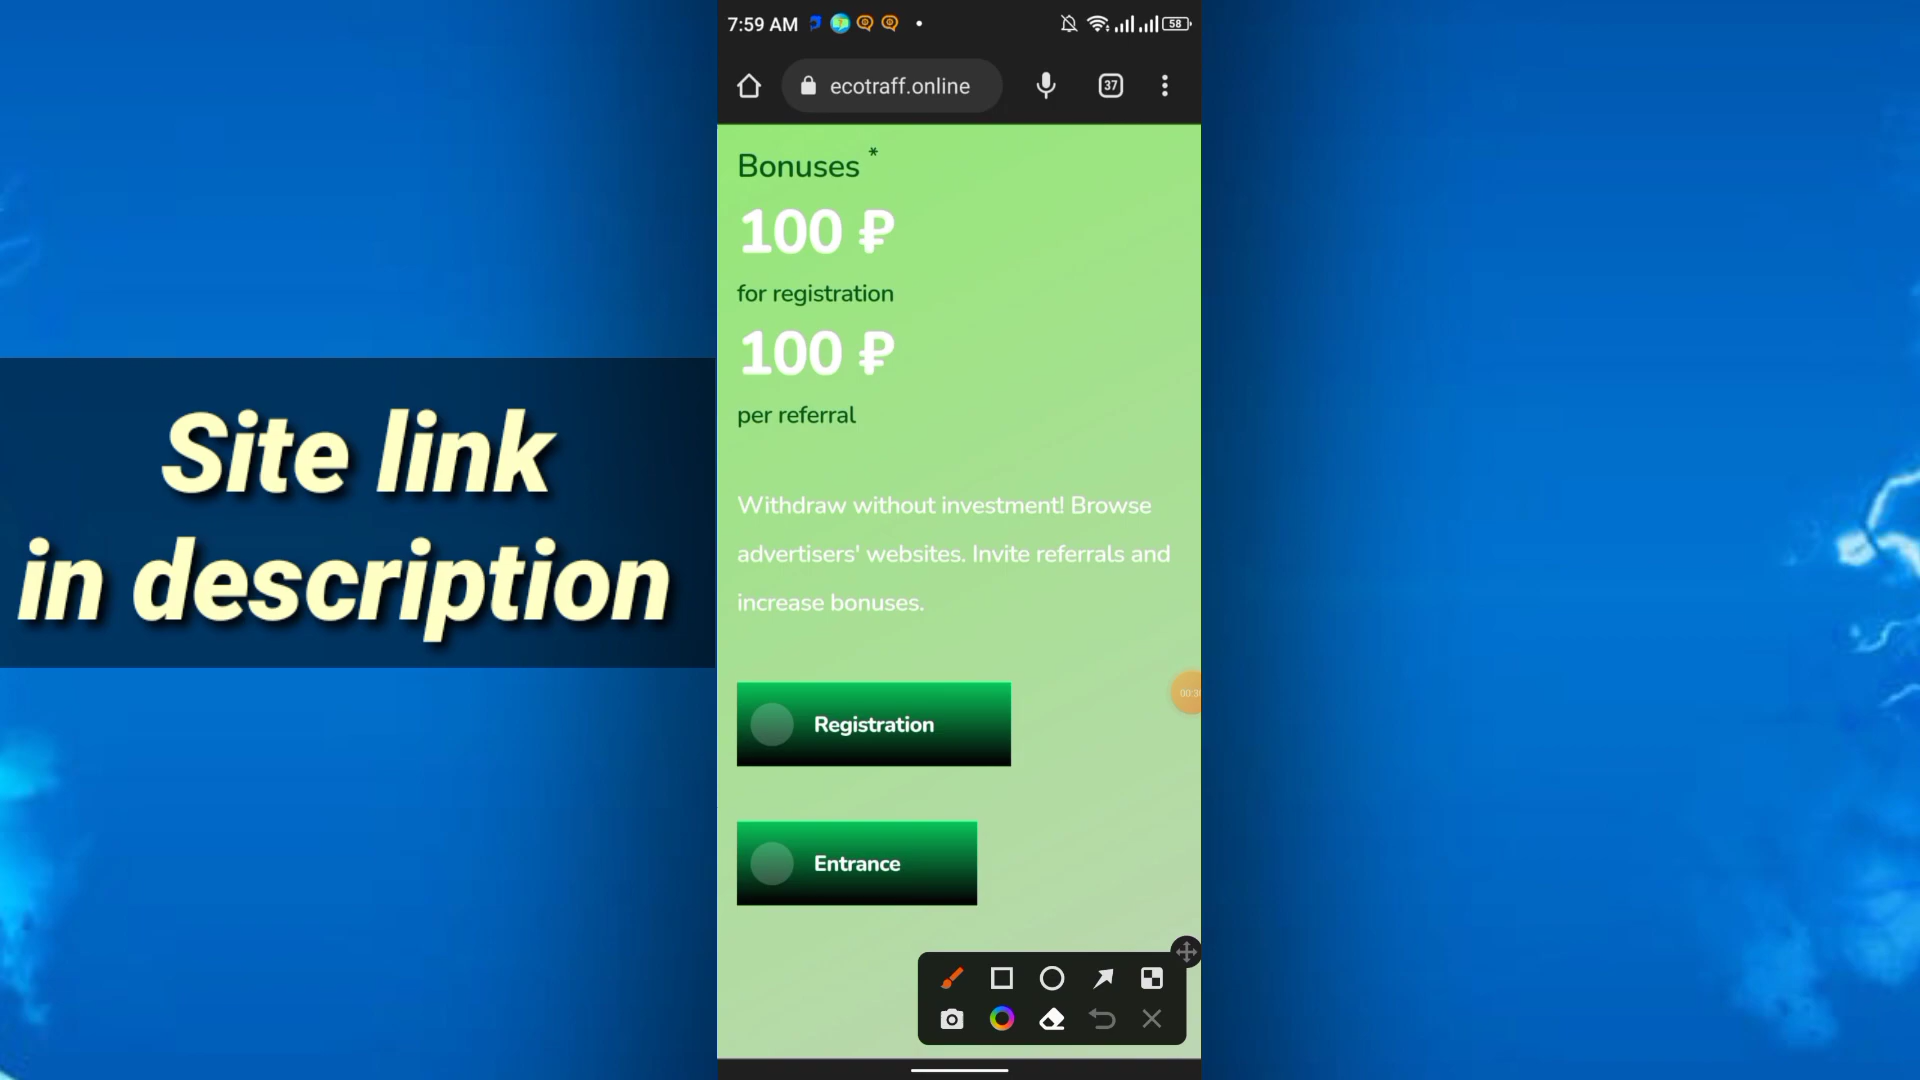 7:59 AM
58
ecotraff.online
37
Bonuses *
100 ₽
for registration
100 ₽
per referral
Withdraw without investment! Browse
advertisers' websites. Invite referrals and
increase bonuses.
Registration
Entrance
Site link
in description